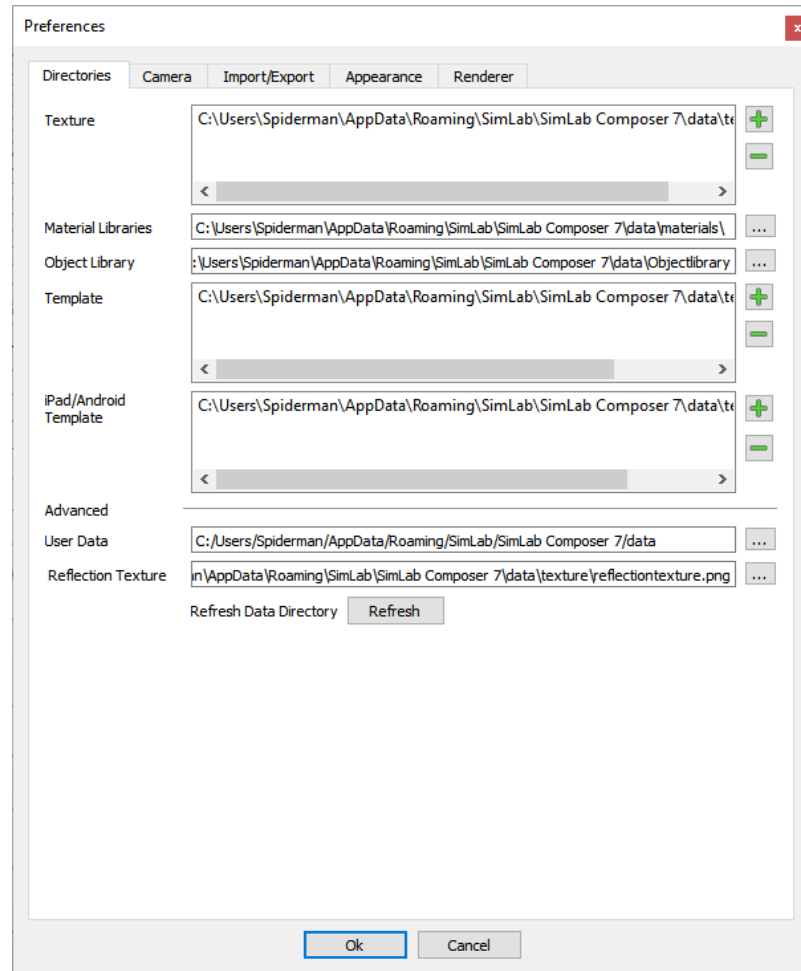 Preferences
x
Directories Camera Import/Export Appearance Renderer
Texture C:\Users\Spiderman\AppData\Roaming\SimLab\SimLab Composer 7\data\te
Material Libraries C:\Users\Spiderman\AppData\Roaming\SimLab\SimLab Composer 7\data\materials\ ...
Object Library :\Users\Spiderman\AppData\Roaming\SimLab\SimLab Composer 7\data\Objectlibrary ...
Template C:\Users\Spiderman\AppData\Roaming\SimLab\SimLab Composer 7\data\te
iPad/Android
Template
C:\Users\Spiderman\AppData\Roaming\SimLab\SimLab Composer 7\data\te
Advanced
User Data C:/Users/Spiderman/AppData/Roaming/SimLab/SimLab Composer 7/data ...
Reflection Texture n\AppData\Roaming\SimLab\SimLab Composer 7\data\texture\reflectiontexture.png ...
Refresh Data Directory Refresh
Ok Cancel